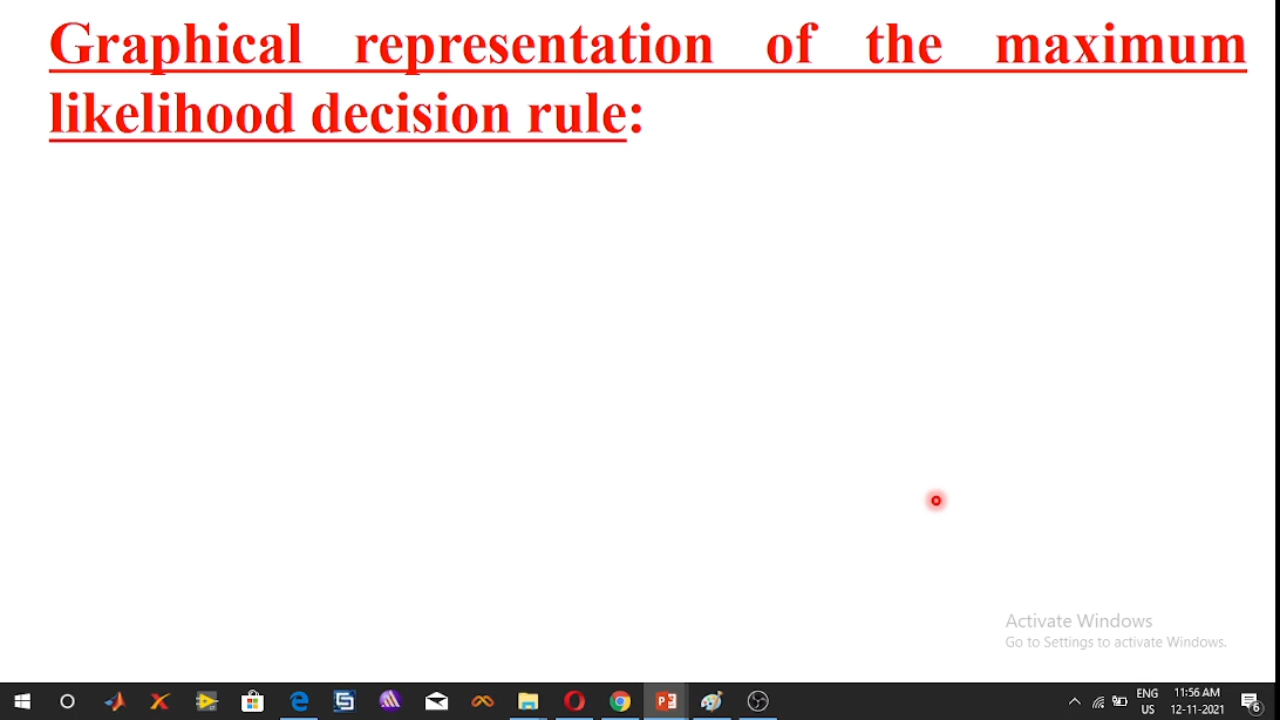 Graphical representation of the maximum
likelihood decision rule:
Activate Windows
Go to Settings to activate Windows.
ENG
US
11:56 AM
12-11-2021
6